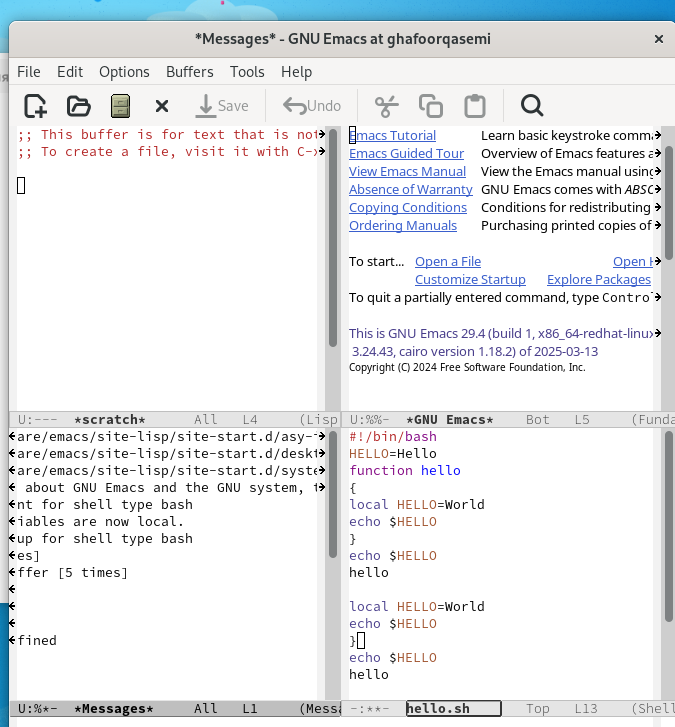 *Messages* - GNU Emacs at ghafoorqasemi
×
File Edit Options Buffers Tools Help
Save Undo
;; This buffer is for text that is not
;; To create a file, visit it with C-x
U:--- *scratch* All L4 (Lisp
Emacs Tutorial Learn basic keystroke comma
Emacs Guided Tour Overview of Emacs features a
View Emacs Manual View the Emacs manual using
Absence of Warranty GNU Emacs comes with ABSO
Copying Conditions Conditions for redistributing
Ordering Manuals Purchasing printed copies of
To start... Open a File Open H
Customize Startup Explore Packages
To quit a partially entered command, type Contro
This is GNU Emacs 29.4 (build 1, x86_64-redhat-linux
3.24.43, cairo version 1.18.2) of 2025-03-13
Copyright (C) 2024 Free Software Foundation, Inc.
U:%%- *GNU Emacs* Bot L5 (Funda
are/emacs/site-lisp/site-start.d/asy-
are/emacs/site-lisp/site-start.d/deskt
are/emacs/site-lisp/site-start.d/syste
about GNU Emacs and the GNU system, t
nt for shell type bash
iables are now local.
up for shell type bash
es]
ffer [5 times]
fined
U:%*- *Messages* All L1 (Messa
#!/bin/bash
HELLO=Hello
function hello
{
local HELLO=World
echo $HELLO
}
echo $HELLO
hello
local HELLO=World
echo $HELLO
}
echo $HELLO
hello
-:**- hello.sh Top L13 (Shell